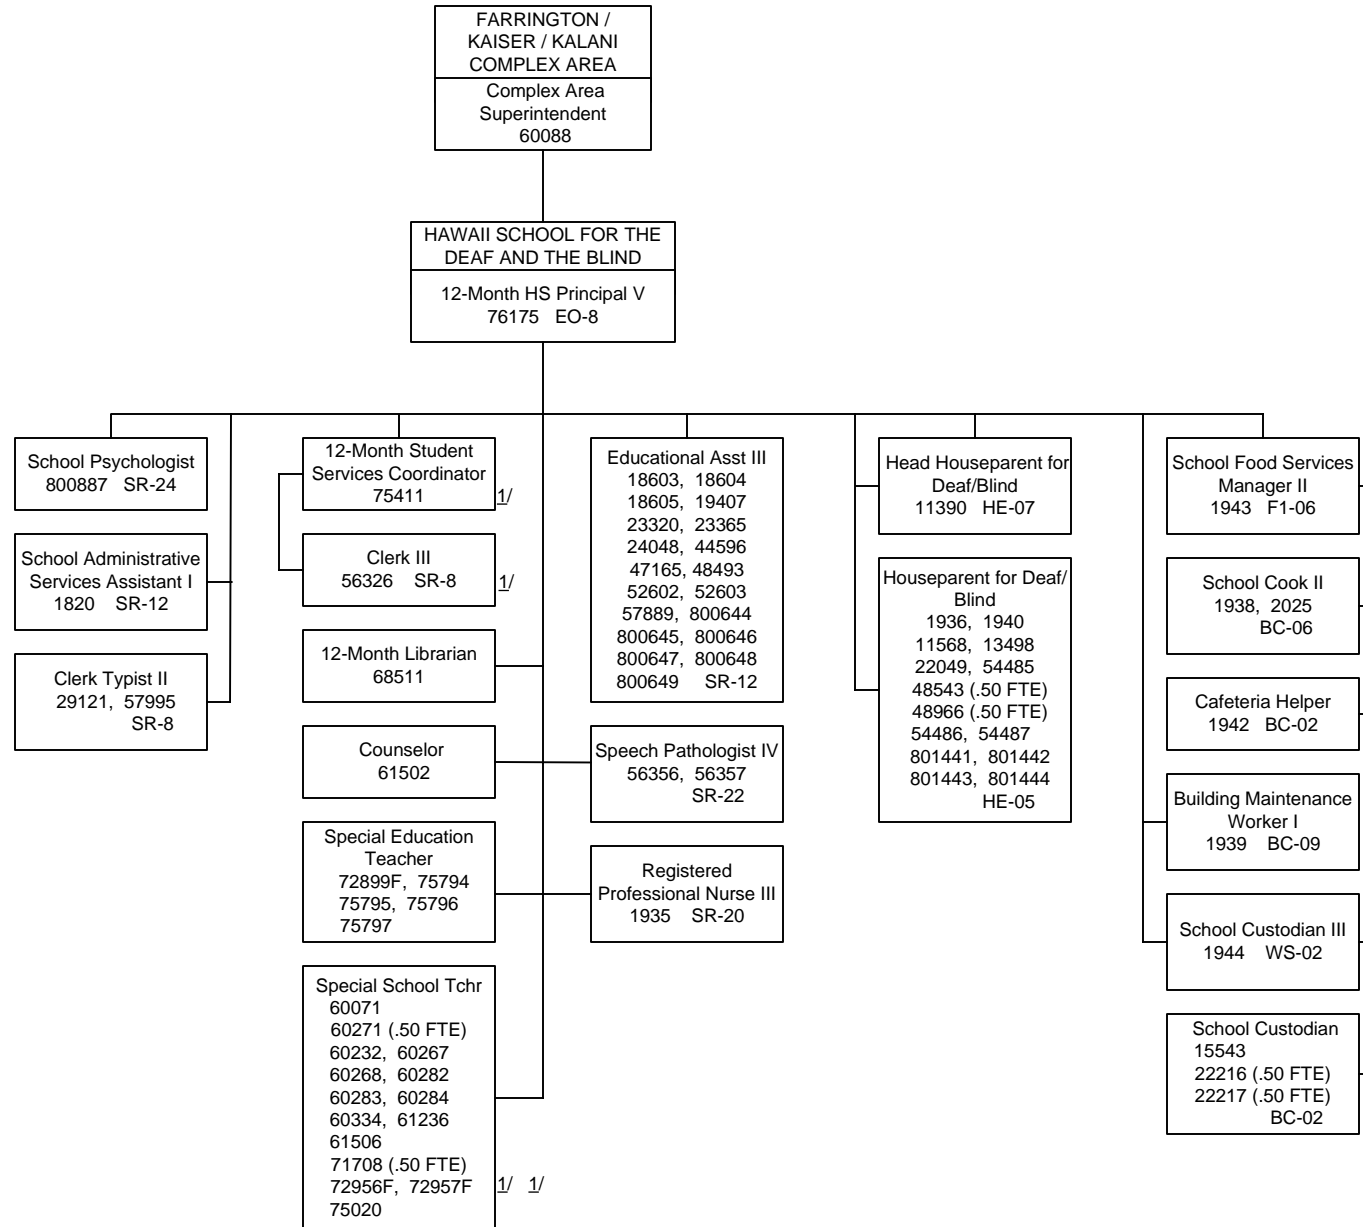 FARRINGTON /
KAISER / KALANI
COMPLEX AREA
Complex Area
Superintendent
60088
HAWAII SCHOOL FOR THE
DEAF AND THE BLIND
12-Month HS Principal V
76175 EO-8
School Psychologist
800887 SR-24
School Administrative
Services Assistant I
1820 SR-12
Clerk Typist II
29121, 57995
SR-8
12-Month Student
Services Coordinator
75411
1/
Clerk III
56326 SR-8
1/
12-Month Librarian
68511
Counselor
61502
Special Education
Teacher
72899F, 75794
75795, 75796
75797
Special School Tchr
60071
60271 (.50 FTE)
60232, 60267
60268, 60282
60283, 60284
60334, 61236
61506
71708 (.50 FTE)
72956F, 72957F
1/ 1/
75020
Educational Asst III
18603, 18604
18605, 19407
23320, 23365
24048, 44596
47165, 48493
52602, 52603
57889, 800644
800645, 800646
800647, 800648
800649 SR-12
Speech Pathologist IV
56356, 56357
SR-22
Registered
Professional Nurse III
1935 SR-20
Head Houseparent for
Deaf/Blind
11390 HE-07
Houseparent for Deaf/
Blind
1936, 1940
11568, 13498
22049, 54485
48543 (.50 FTE)
48966 (.50 FTE)
54486, 54487
801441, 801442
801443, 801444
HE-05
School Food Services
Manager II
1943 F1-06
School Cook II
1938, 2025
BC-06
Cafeteria Helper
1942 BC-02
Building Maintenance
Worker I
1939 BC-09
School Custodian III
1944 WS-02
School Custodian
15543
22216 (.50 FTE)
22217 (.50 FTE)
BC-02